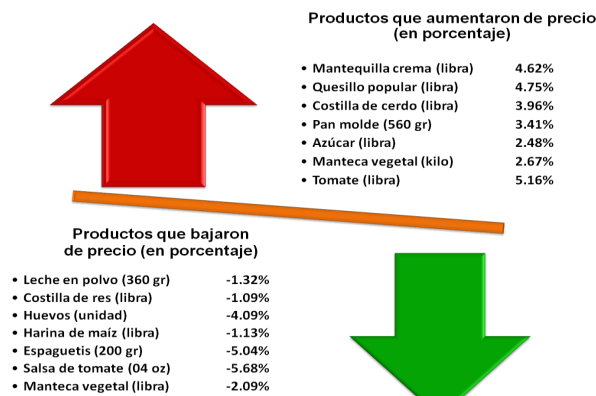 Productos que aumentaron de precio
(en porcentaje)
• Mantequilla crema (libra) 4.62%
• Quesillo popular (libra) 4.75%
• Costilla de cerdo (libra) 3.96%
• Pan molde (560 gr) 3.41%
• Azúcar (libra) 2.48%
• Manteca vegetal (kilo) 2.67%
• Tomate (libra) 5.16%
Productos que bajaron
de precio (en porcentaje)
• Leche en polvo (360 gr) -1.32%
• Costilla de res (libra) -1.09%
• Huevos (unidad) -4.09%
• Harina de maíz (libra) -1.13%
• Espaguetis (200 gr) -5.04%
• Salsa de tomate (04 oz) -5.68%
• Manteca vegetal (libra) -2.09%